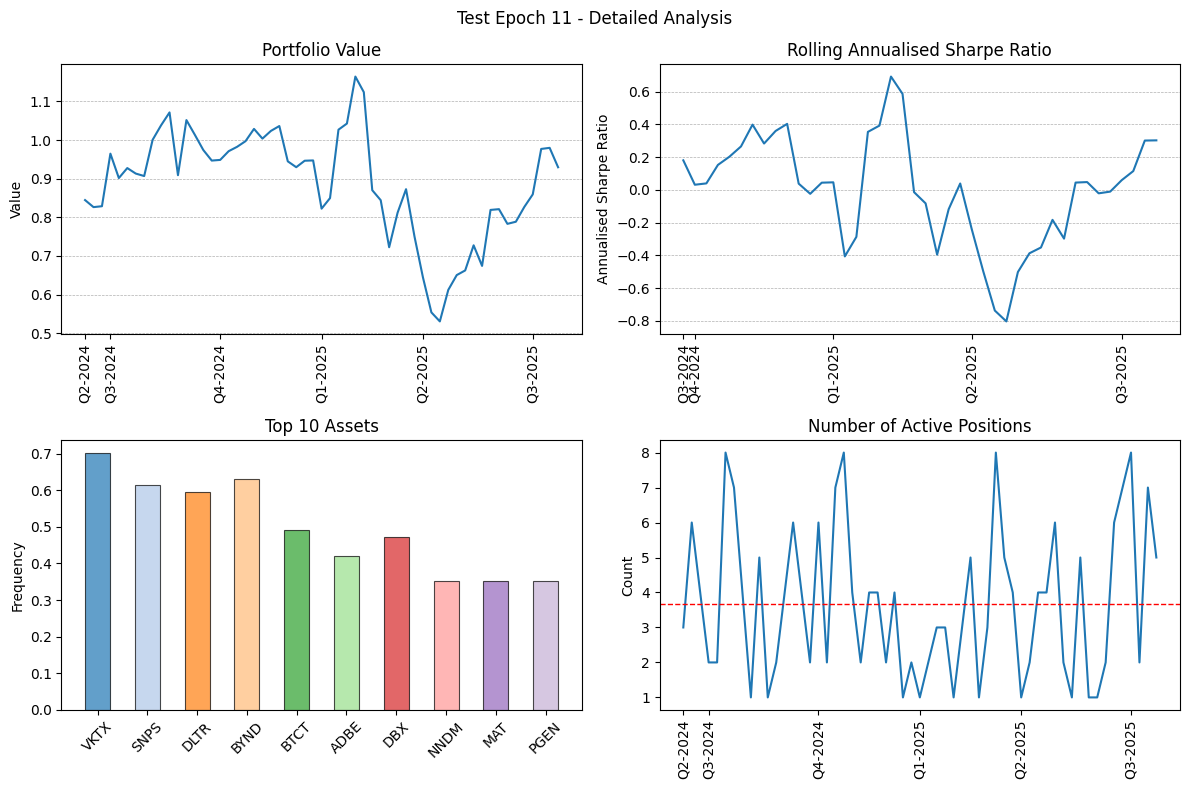 Test Epoch 11 - Detailed Analysis
Portfolio Value
Value
1.1
1.0
0.9
0.8
0.7
0.6
0.5
Q2-2024
Q3-2024
Q4-2024
Q1-2025
Q2-2025
Q3-2025
Rolling Annualised Sharpe Ratio
Annualised Sharpe Ratio
0.6
0.4
0.2
0.0
−0.2
−0.4
−0.6
−0.8
Q3-2024
Q4-2024
Q1-2025
Q2-2025
Q3-2025
Top 10 Assets
Frequency
0.7
0.6
0.5
0.4
0.3
0.2
0.1
0.0
VKTX
SNPS
DLTR
BYND
BTCT
ADBE
DBX
NNDM
MAT
PGEN
Number of Active Positions
Count
8
7
6
5
4
3
2
1
Q2-2024
Q3-2024
Q4-2024
Q1-2025
Q2-2025
Q3-2025